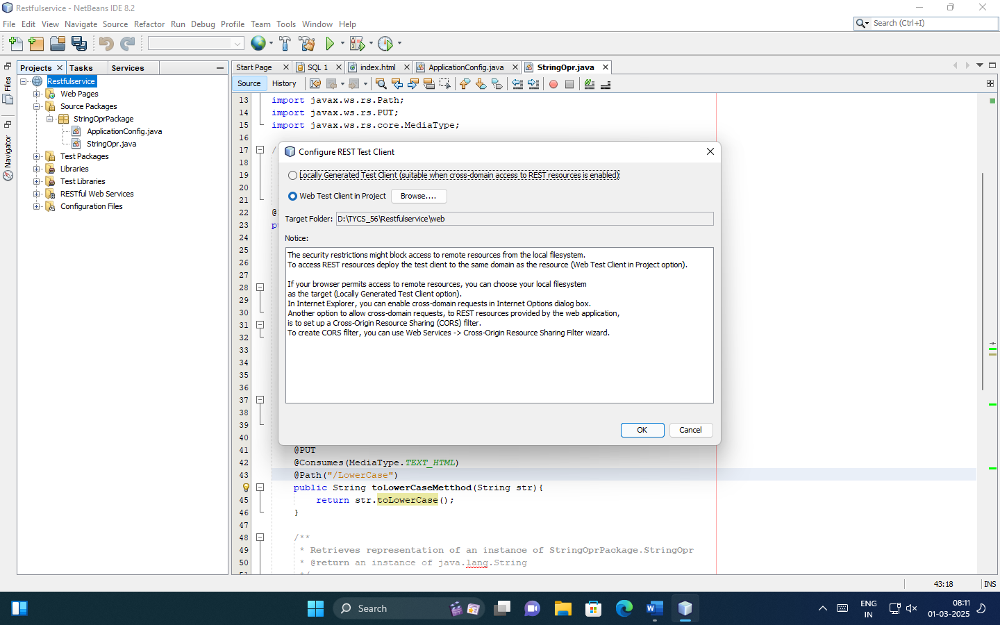 Restfulservice - NetBeans IDE 8.2
File Edit View Navigate Source Refactor Run Debug Profile Team Tools Window Help
Search (Ctrl+I)
Projects Tasks Services
Start Page SQL 1 index.html ApplicationConfig.java StringOpr.java
Source History
Files
Navigator
Restfulservice
Web Pages
Source Packages
StringOprPackage
ApplicationConfig.java
StringOpr.java
Test Packages
Libraries
Test Libraries
RESTful Web Services
Configuration Files
13 import javax.ws.rs.Path;
14 import javax.ws.rs.PUT;
15 import javax.ws.rs.core.MediaType;
16
17 /
18
19
20
21
22 @
23 pu
24
25
26
27
28
29
30
31
32
33
34
35
36
37
38
39
40
Configure REST Test Client
Locally Generated Test Client (suitable when cross-domain access to REST resources is enabled)
Web Test Client in Project Browse....
Target Folder: D:\TYCS_56\Restfulservice\web
Notice:
The security restrictions might block access to remote resources from the local filesystem.
To access REST resources deploy the test client to the same domain as the resource (Web Test Client in Project option).
If your browser permits access to remote resources, you can choose your local filesystem
as the target (Locally Generated Test Client option).
In Internet Explorer, you can enable cross-domain requests in Internet Options dialog box.
Another option to allow cross-domain requests, to REST resources provided by the web application,
is to set up a Cross-Origin Resource Sharing (CORS) filter.
To create CORS filter, you can use Web Services -> Cross-Origin Resource Sharing Filter wizard.
OK Cancel
41 @PUT
42 @Consumes(MediaType.TEXT_HTML)
43 @Path("/LowerCase")
public String toLowerCaseMetthod(String str){
45 return str.toLowerCase();
46 }
47
48 /**
49 * Retrieves representation of an instance of StringOprPackage.StringOpr
50 * @return an instance of java.lang.String
51 */
43:18 INS
Search
ENG
IN
08:11
01-03-2025